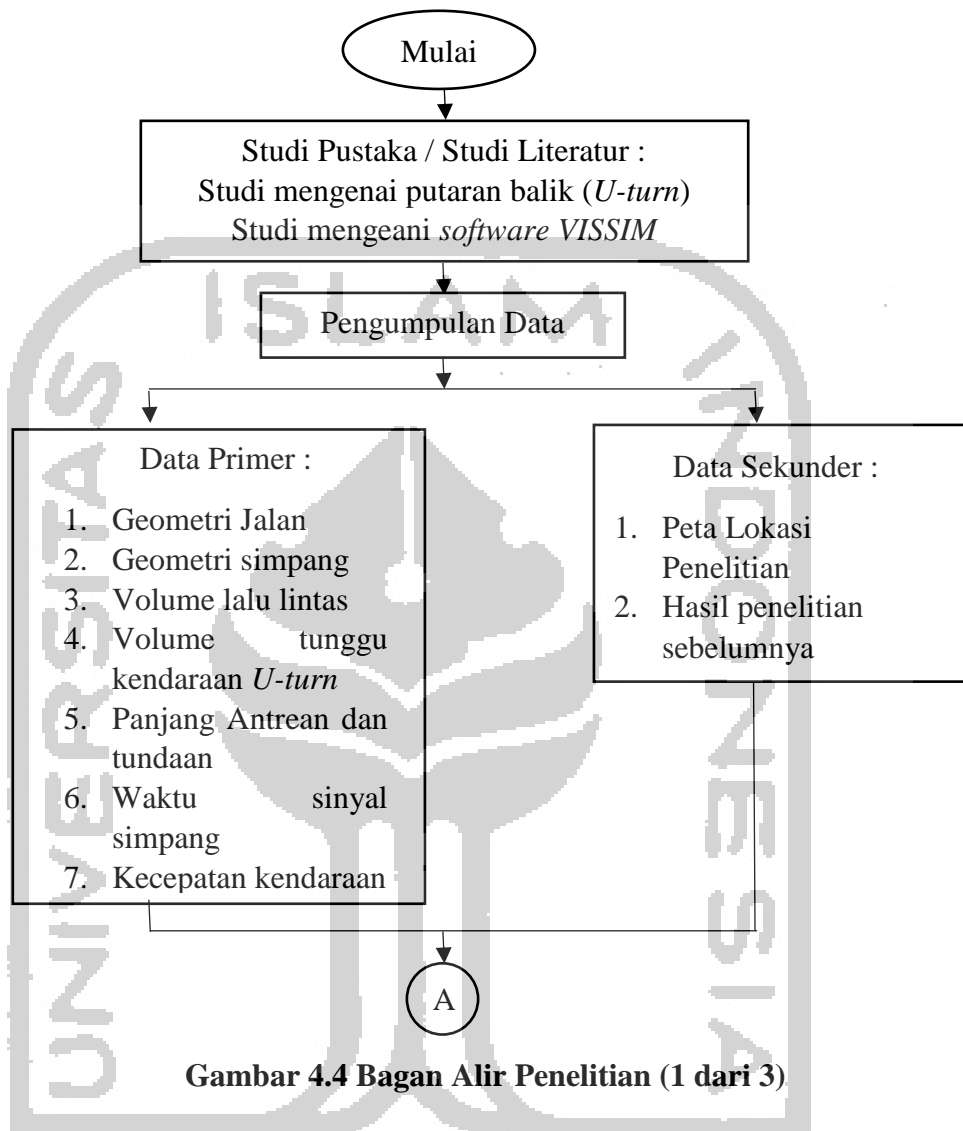 Mulai
Studi Pustaka / Studi Literatur :
Studi mengenai putaran balik (U-turn)
Studi mengeani software VISSIM
Pengumpulan Data
Data Primer :
1. Geometri Jalan
2. Geometri simpang
3. Volume lalu lintas
4. Volume tunggu
kendaraan U-turn
5. Panjang Antrean dan
tundaan
6. Waktu sinyal
simpang
7. Kecepatan kendaraan
Data Sekunder :
1. Peta Lokasi
Penelitian
2. Hasil penelitian
sebelumnya
A
Gambar 4.4 Bagan Alir Penelitian (1 dari 3)
UNIVERSITAS
ISLAM
INDONESIA